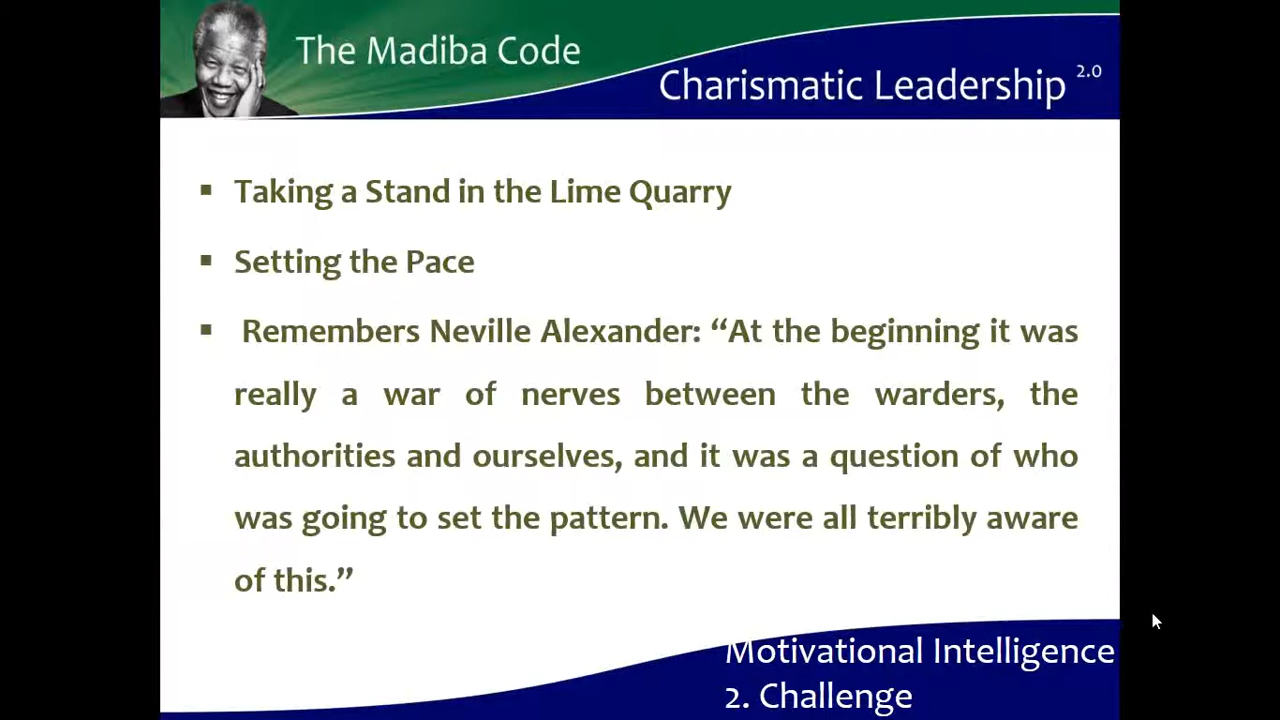 The Madiba Code
Charismatic Leadership 2.0
▪ Taking a Stand in the Lime Quarry
▪ Setting the Pace
▪ Remembers Neville Alexander: “At the beginning it was
really a war of nerves between the warders, the
authorities and ourselves, and it was a question of who
was going to set the pattern. We were all terribly aware
of this.”
Motivational Intelligence
2. Challenge